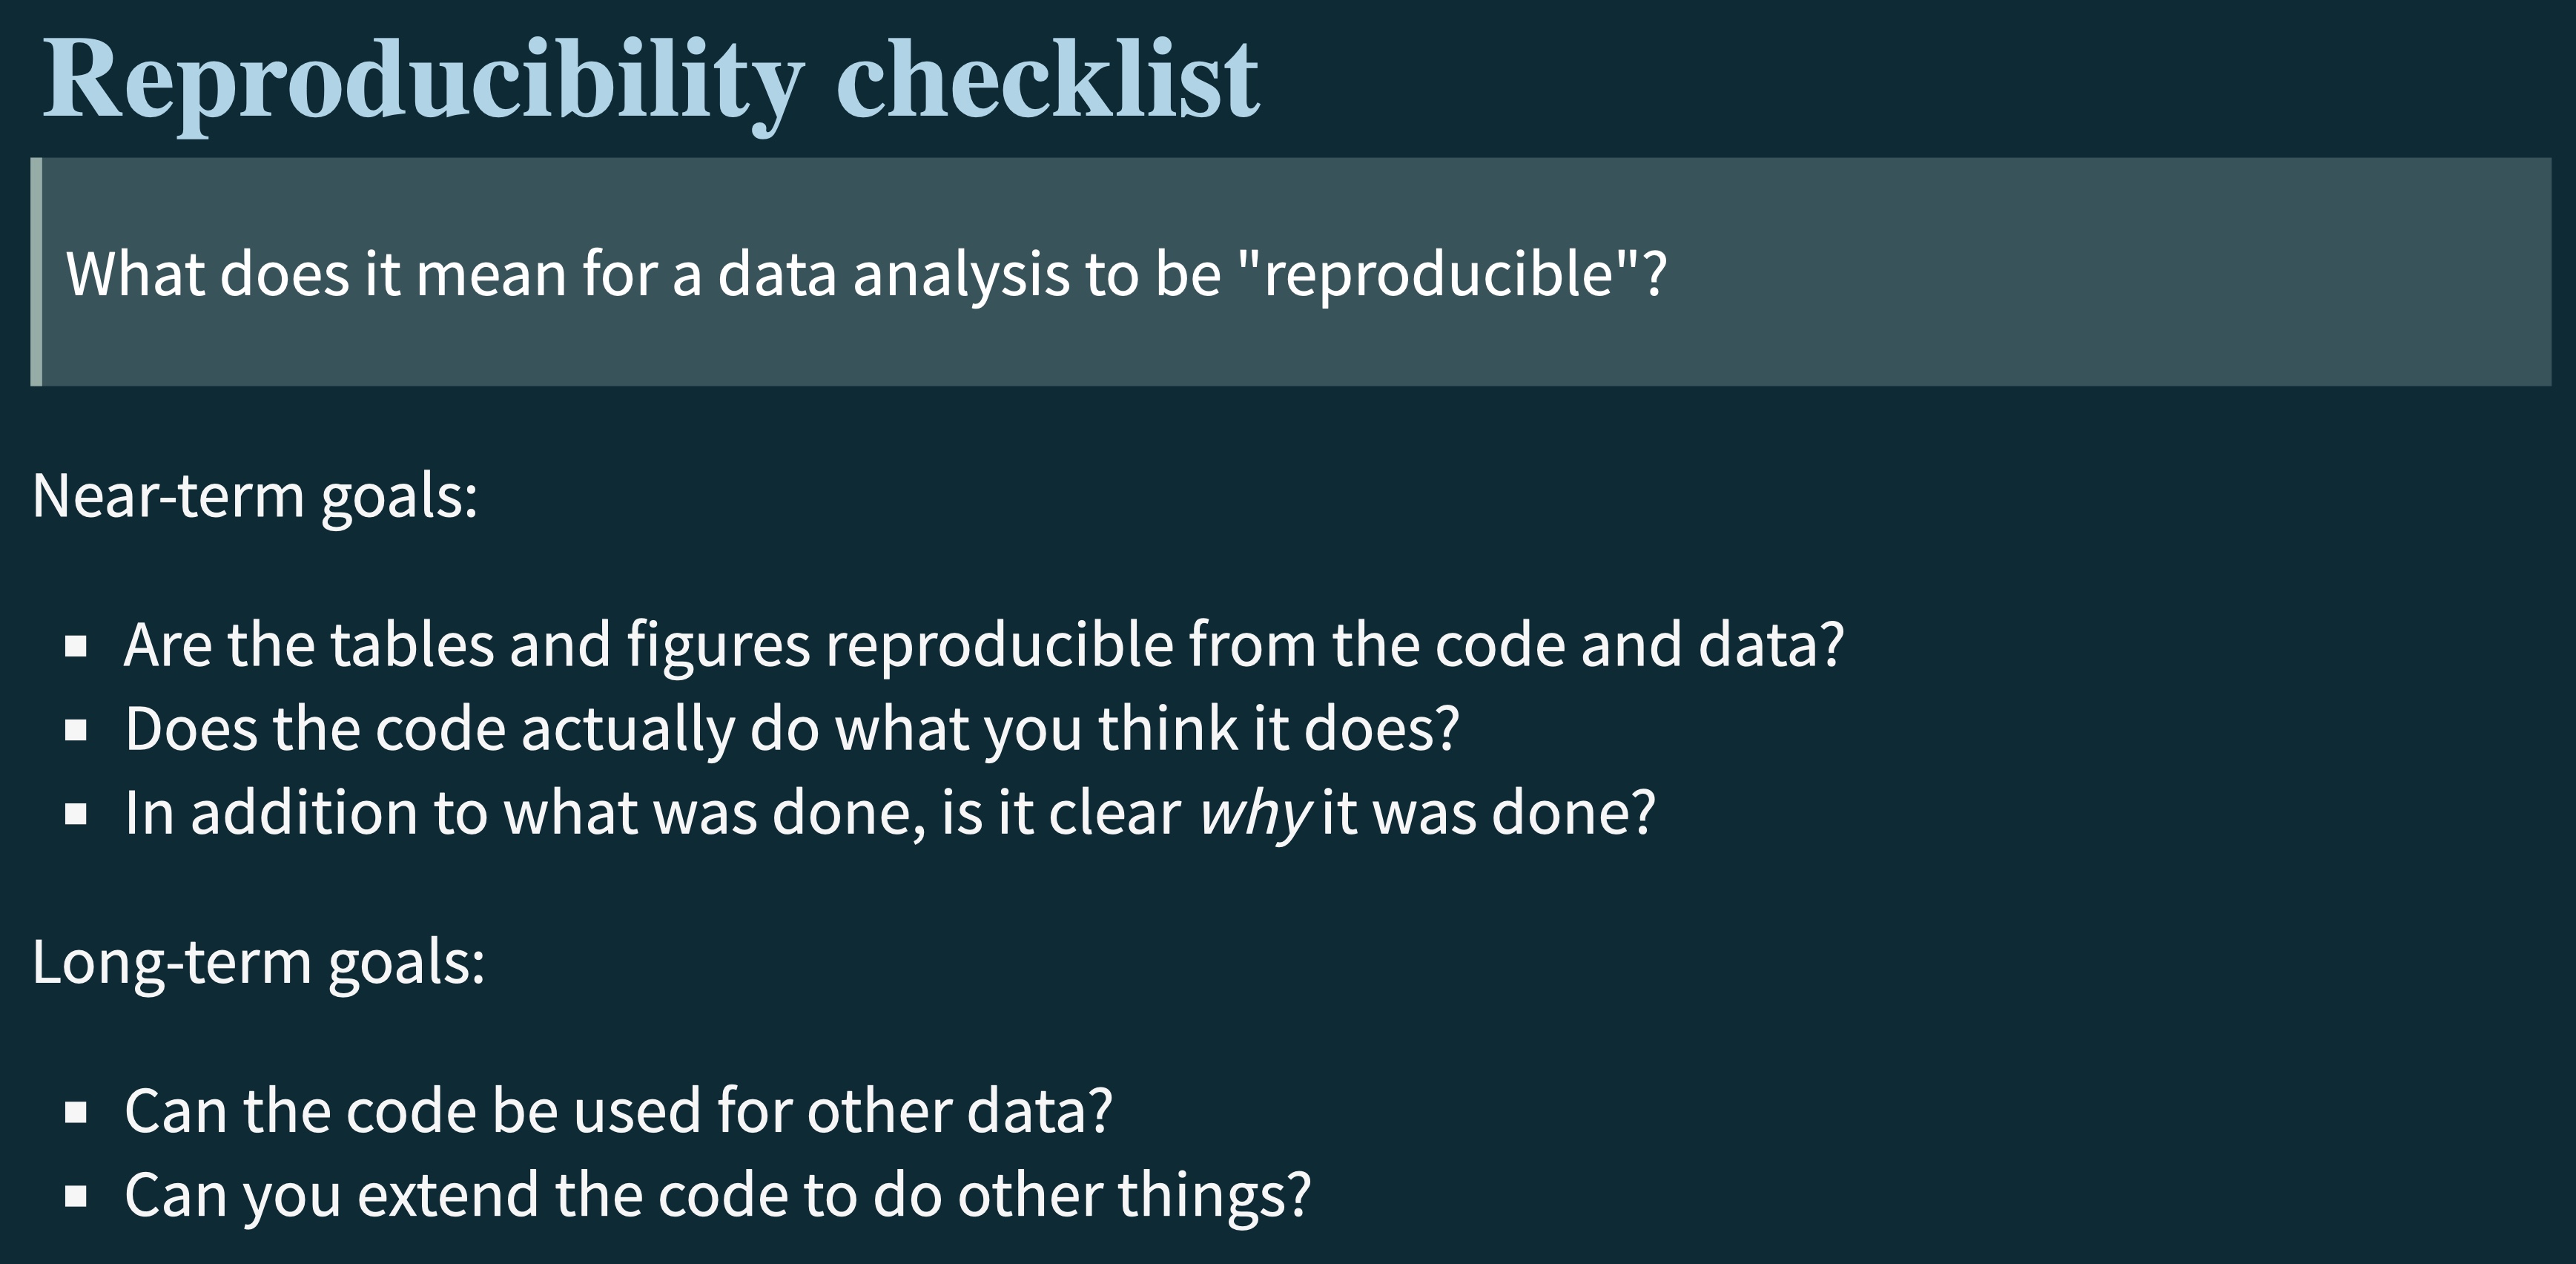 Reproducibility checklist
What does it mean for a data analysis to be "reproducible"?
Near-term goals:
Are the tables and figures reproducible from the code and data?
Does the code actually do what you think it does?
In addition to what was done, is it clear why it was done?
Long-term goals:
Can the code be used for other data?
Can you extend the code to do other things?